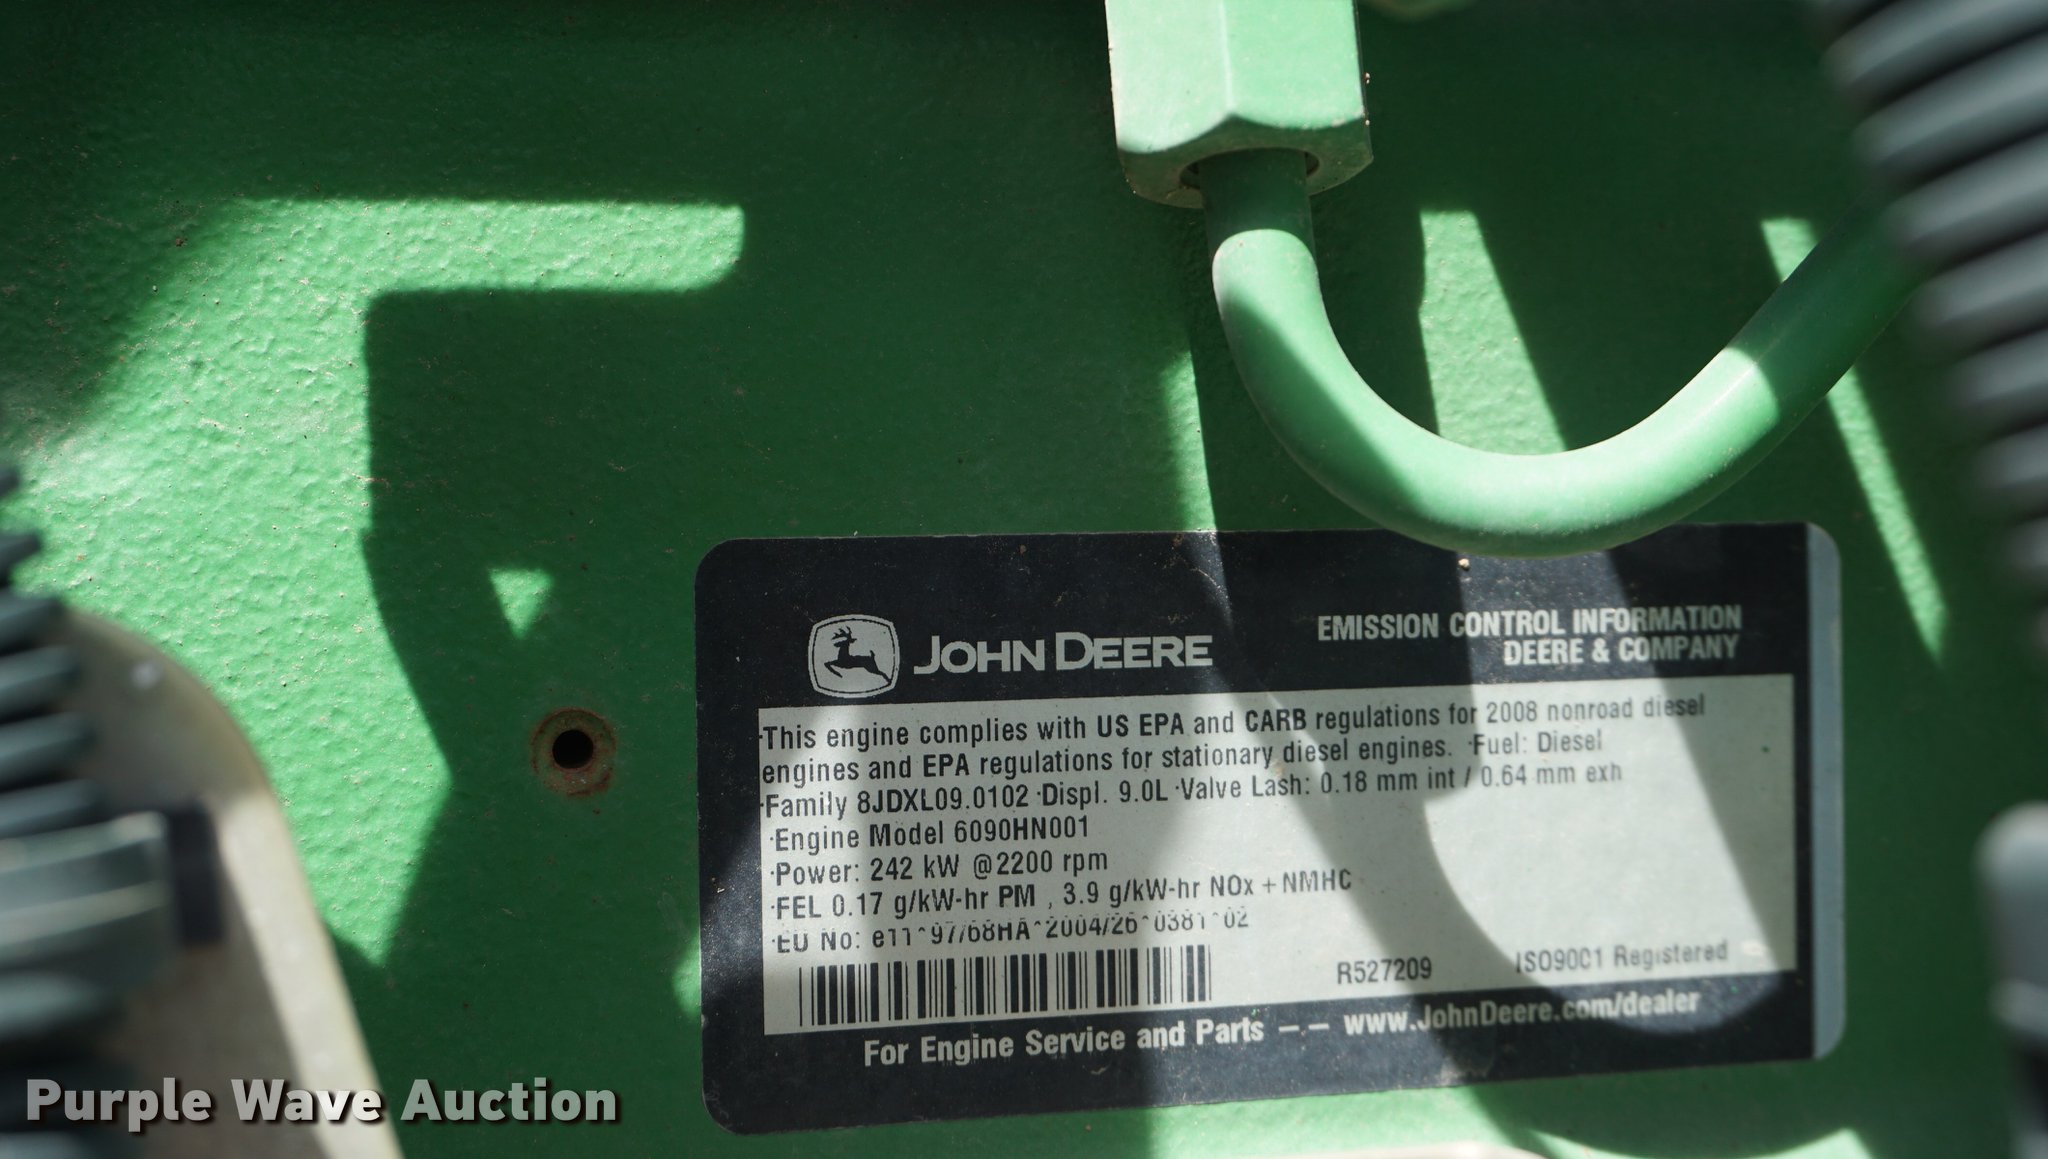 JOHN DEERE
EMISSION CONTROL INFORMATION
DEERE & COMPANY
·This engine complies with US EPA and CARB regulations for 2008 nonroad diesel
engines and EPA regulations for stationary diesel engines. ·Fuel: Diesel
·Family 8JDXL09.0102 ·Displ. 9.0L ·Valve Lash: 0.18 mm int / 0.64 mm exh
·Engine Model 6090HN001
·Power: 242 kW @2200 rpm
·FEL 0.17 g/kW-hr PM , 3.9 g/kW-hr NOx + NMHC
·EU No: e11*97/68HA*2004/26*0381*02
R527209 ISO9001 Registered
For Engine Service and Parts -- www.JohnDeere.com/dealer
Purple Wave Auction